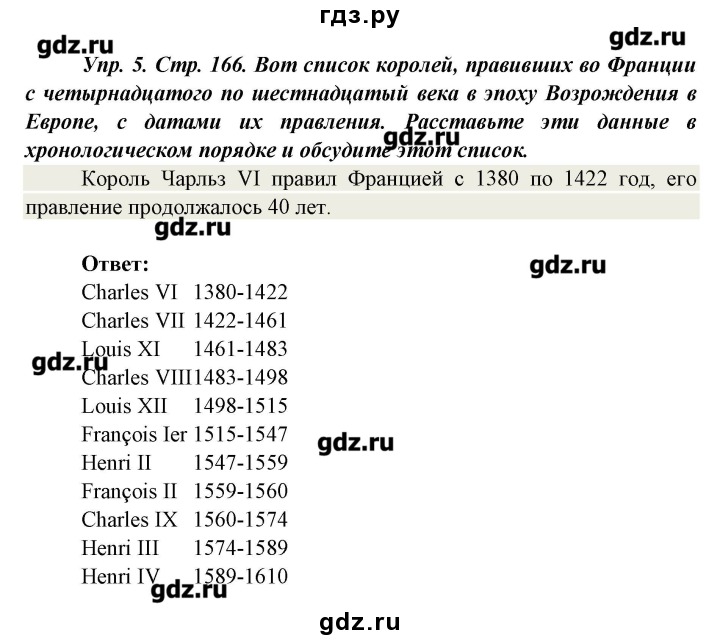 гдз.ру
gdz.ru
gdz.ru
Упр. 5. Стр. 166. Вот список королей, правивших во Франции
с четырнадцатого по шестнадцатый века в эпоху Возрождения в
Европе, с датами их правления. Расставьте эти данные в
gdz.ru
хронологическом порядке и обсудите этот список.
Король Чарльз VI правил Францией с 1380 по 1422 год, его
правление продолжалось 40 лет.
gdz.ru
Ответ:
gdz.ru
Charles VI 1380-1422
Charles VII 1422-1461
Louis XI 1461-1483
gdz.ru
Charles VIII 1483-1498
Louis XII 1498-1515
François Ier 1515-1547
gdz.ru
Henri II 1547-1559
François II 1559-1560
Charles IX 1560-1574
Henri III 1574-1589
Henri IV 1589-1610
gdz.ru
gdz.ru